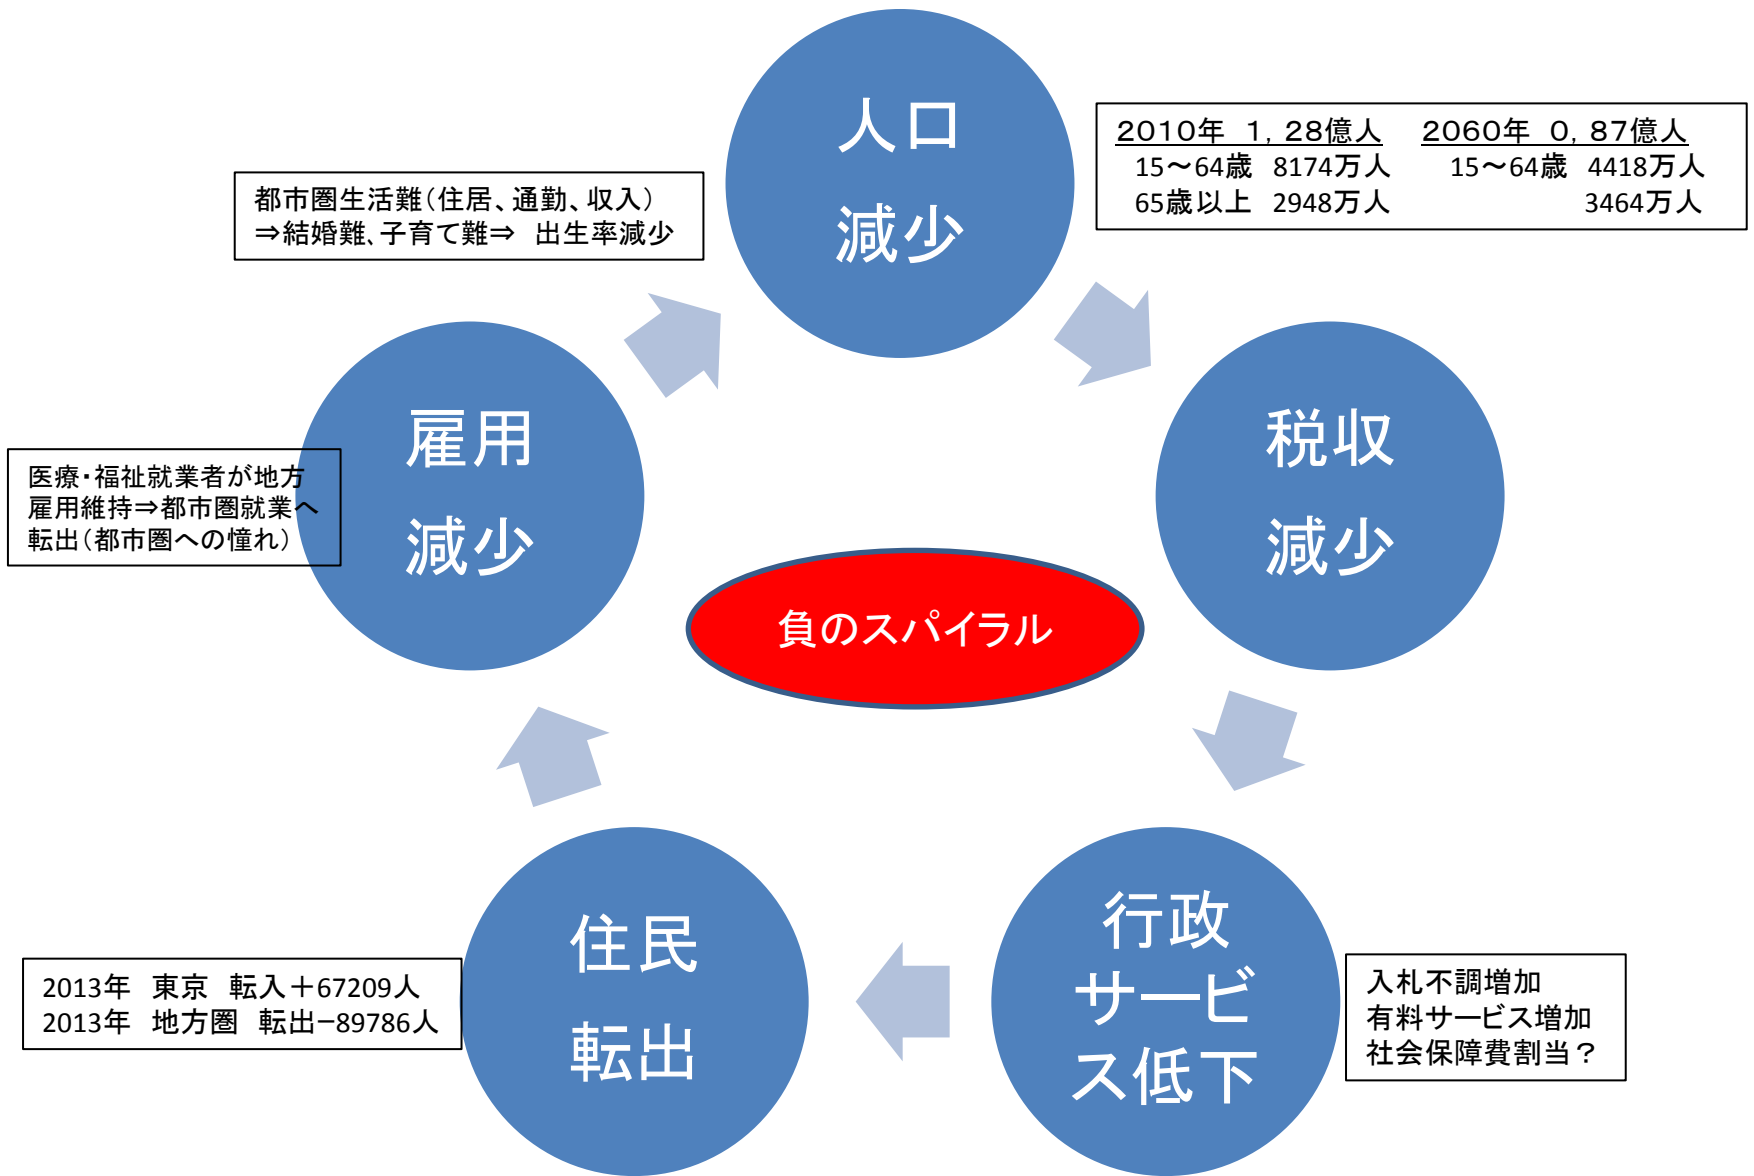 人口
減少
2010年 1,28億人 2060年 0,87億人
15～64歳 8174万人 15～64歳 4418万人
65歳以上 2948万人 3464万人
都市圏生活難(住居、通勤、収入)
⇒結婚難、子育て難⇒ 出生率減少
雇用
減少
税収
減少
医療・福祉就業者が地方
雇用維持⇒都市圏就業へ
転出(都市圏への憧れ)
負のスパイラル
住民
転出
行政
サービ
ス低下
2013年 東京 転入+67209人
2013年 地方圏 転出−89786人
入札不調増加
有料サービス増加
社会保障費割当?